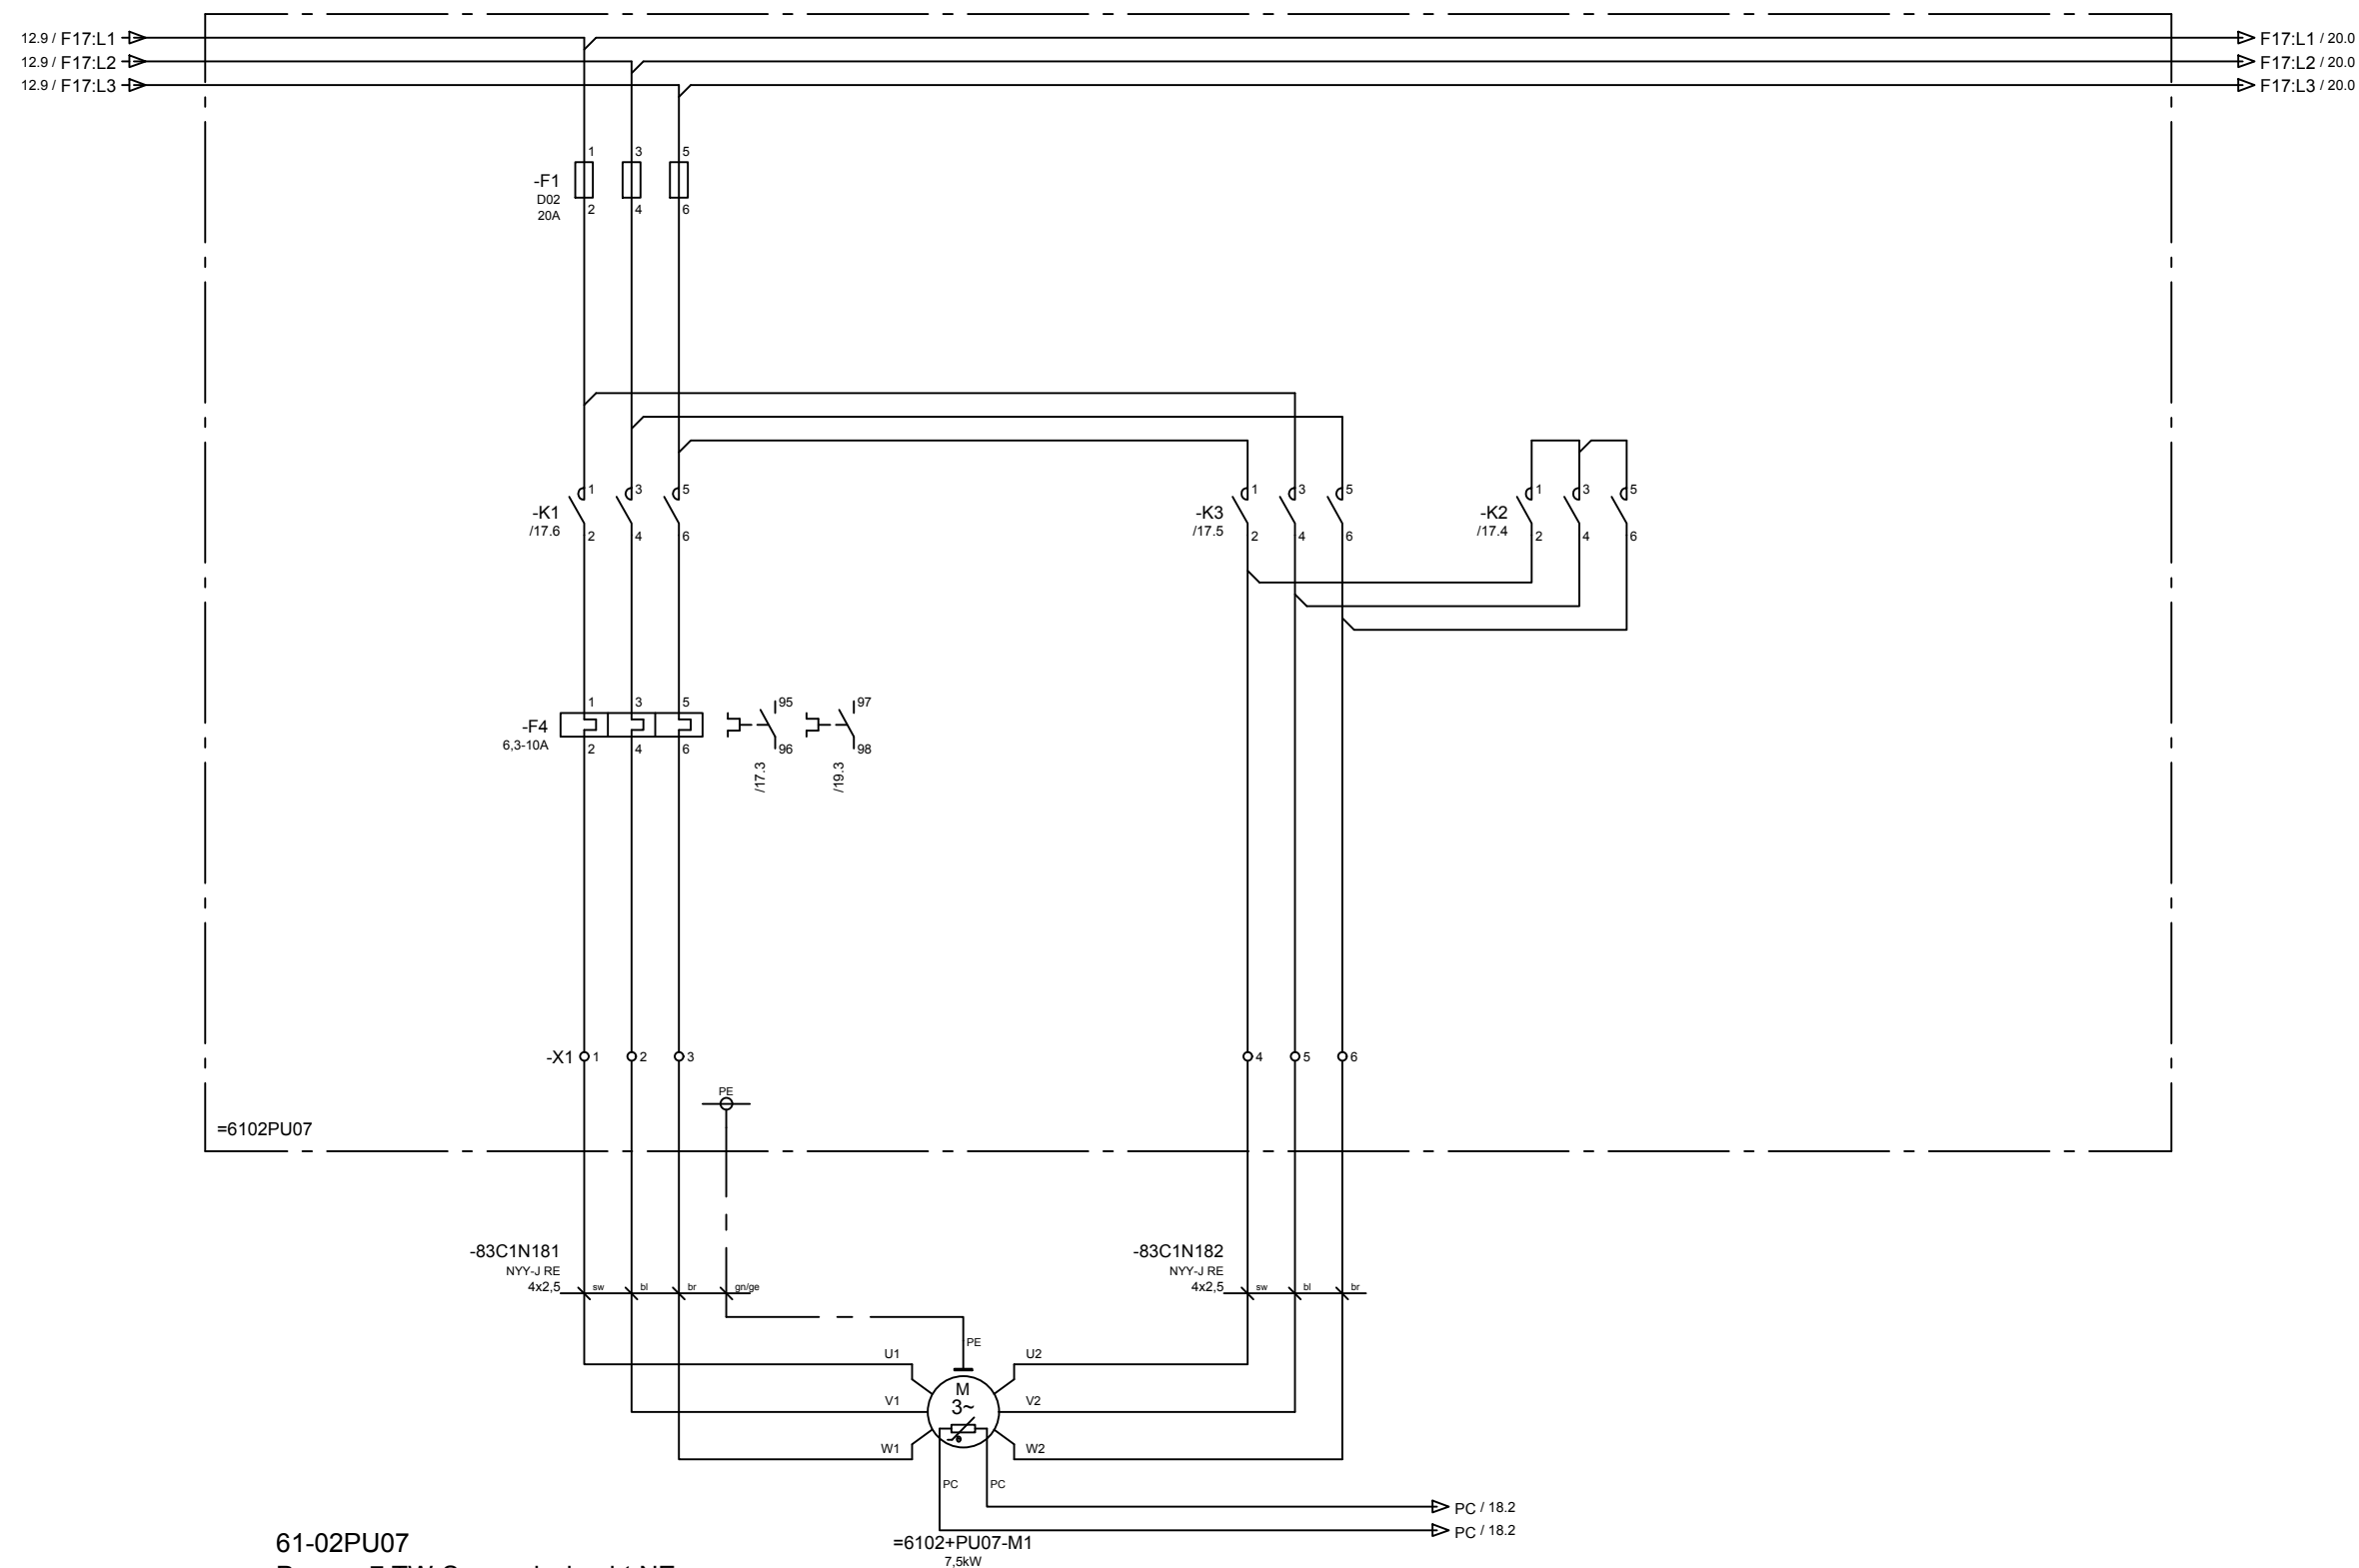 12.9 / F17:L1
F17:L1 / 20.0
12.9 / F17:L2
F17:L2 / 20.0
12.9 / F17:L3
F17:L3 / 20.0
1 3 5
-F1
D02
20A
2 4 6
1 3 5
-K1
/17.6
2 4 6
1 3 5
-K3
/17.5
2 4 6
1 3 5
-K2
/17.4
2 4 6
1 3 5
-F4
6,3-10A
2 4 6
95
96
/17.3
97
98
/19.3
-X1 1 2 3
4 5 6
PE
=6102PU07
-83C1N181
NYY-J RE
4x2,5
sw bl br gn/ge
-83C1N182
NYY-J RE
4x2,5
sw bl br
PE
U1 U2
M
3~
V1 V2
W1 W2
PC PC
PC / 18.2
PC / 18.2
61-02PU07
=6102+PU07-M1
7,5kW